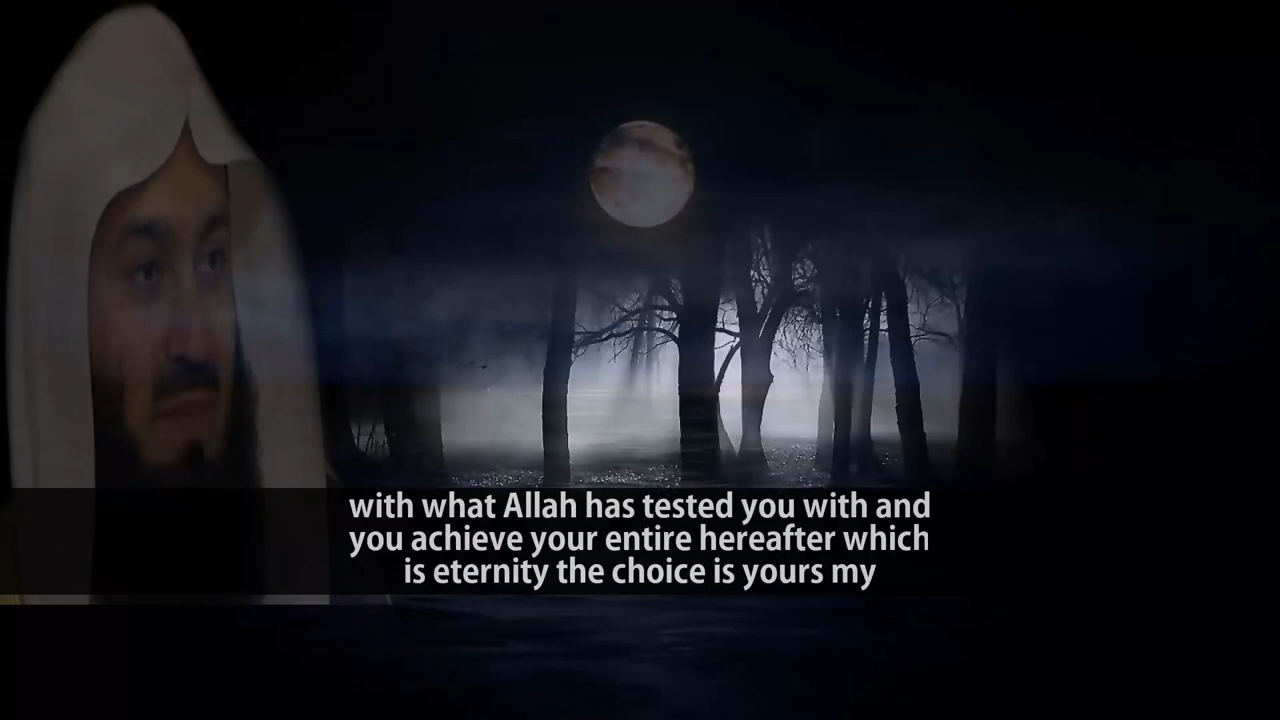 with what Allah has tested you with and
you achieve your entire hereafter which
is eternity the choice is yours my